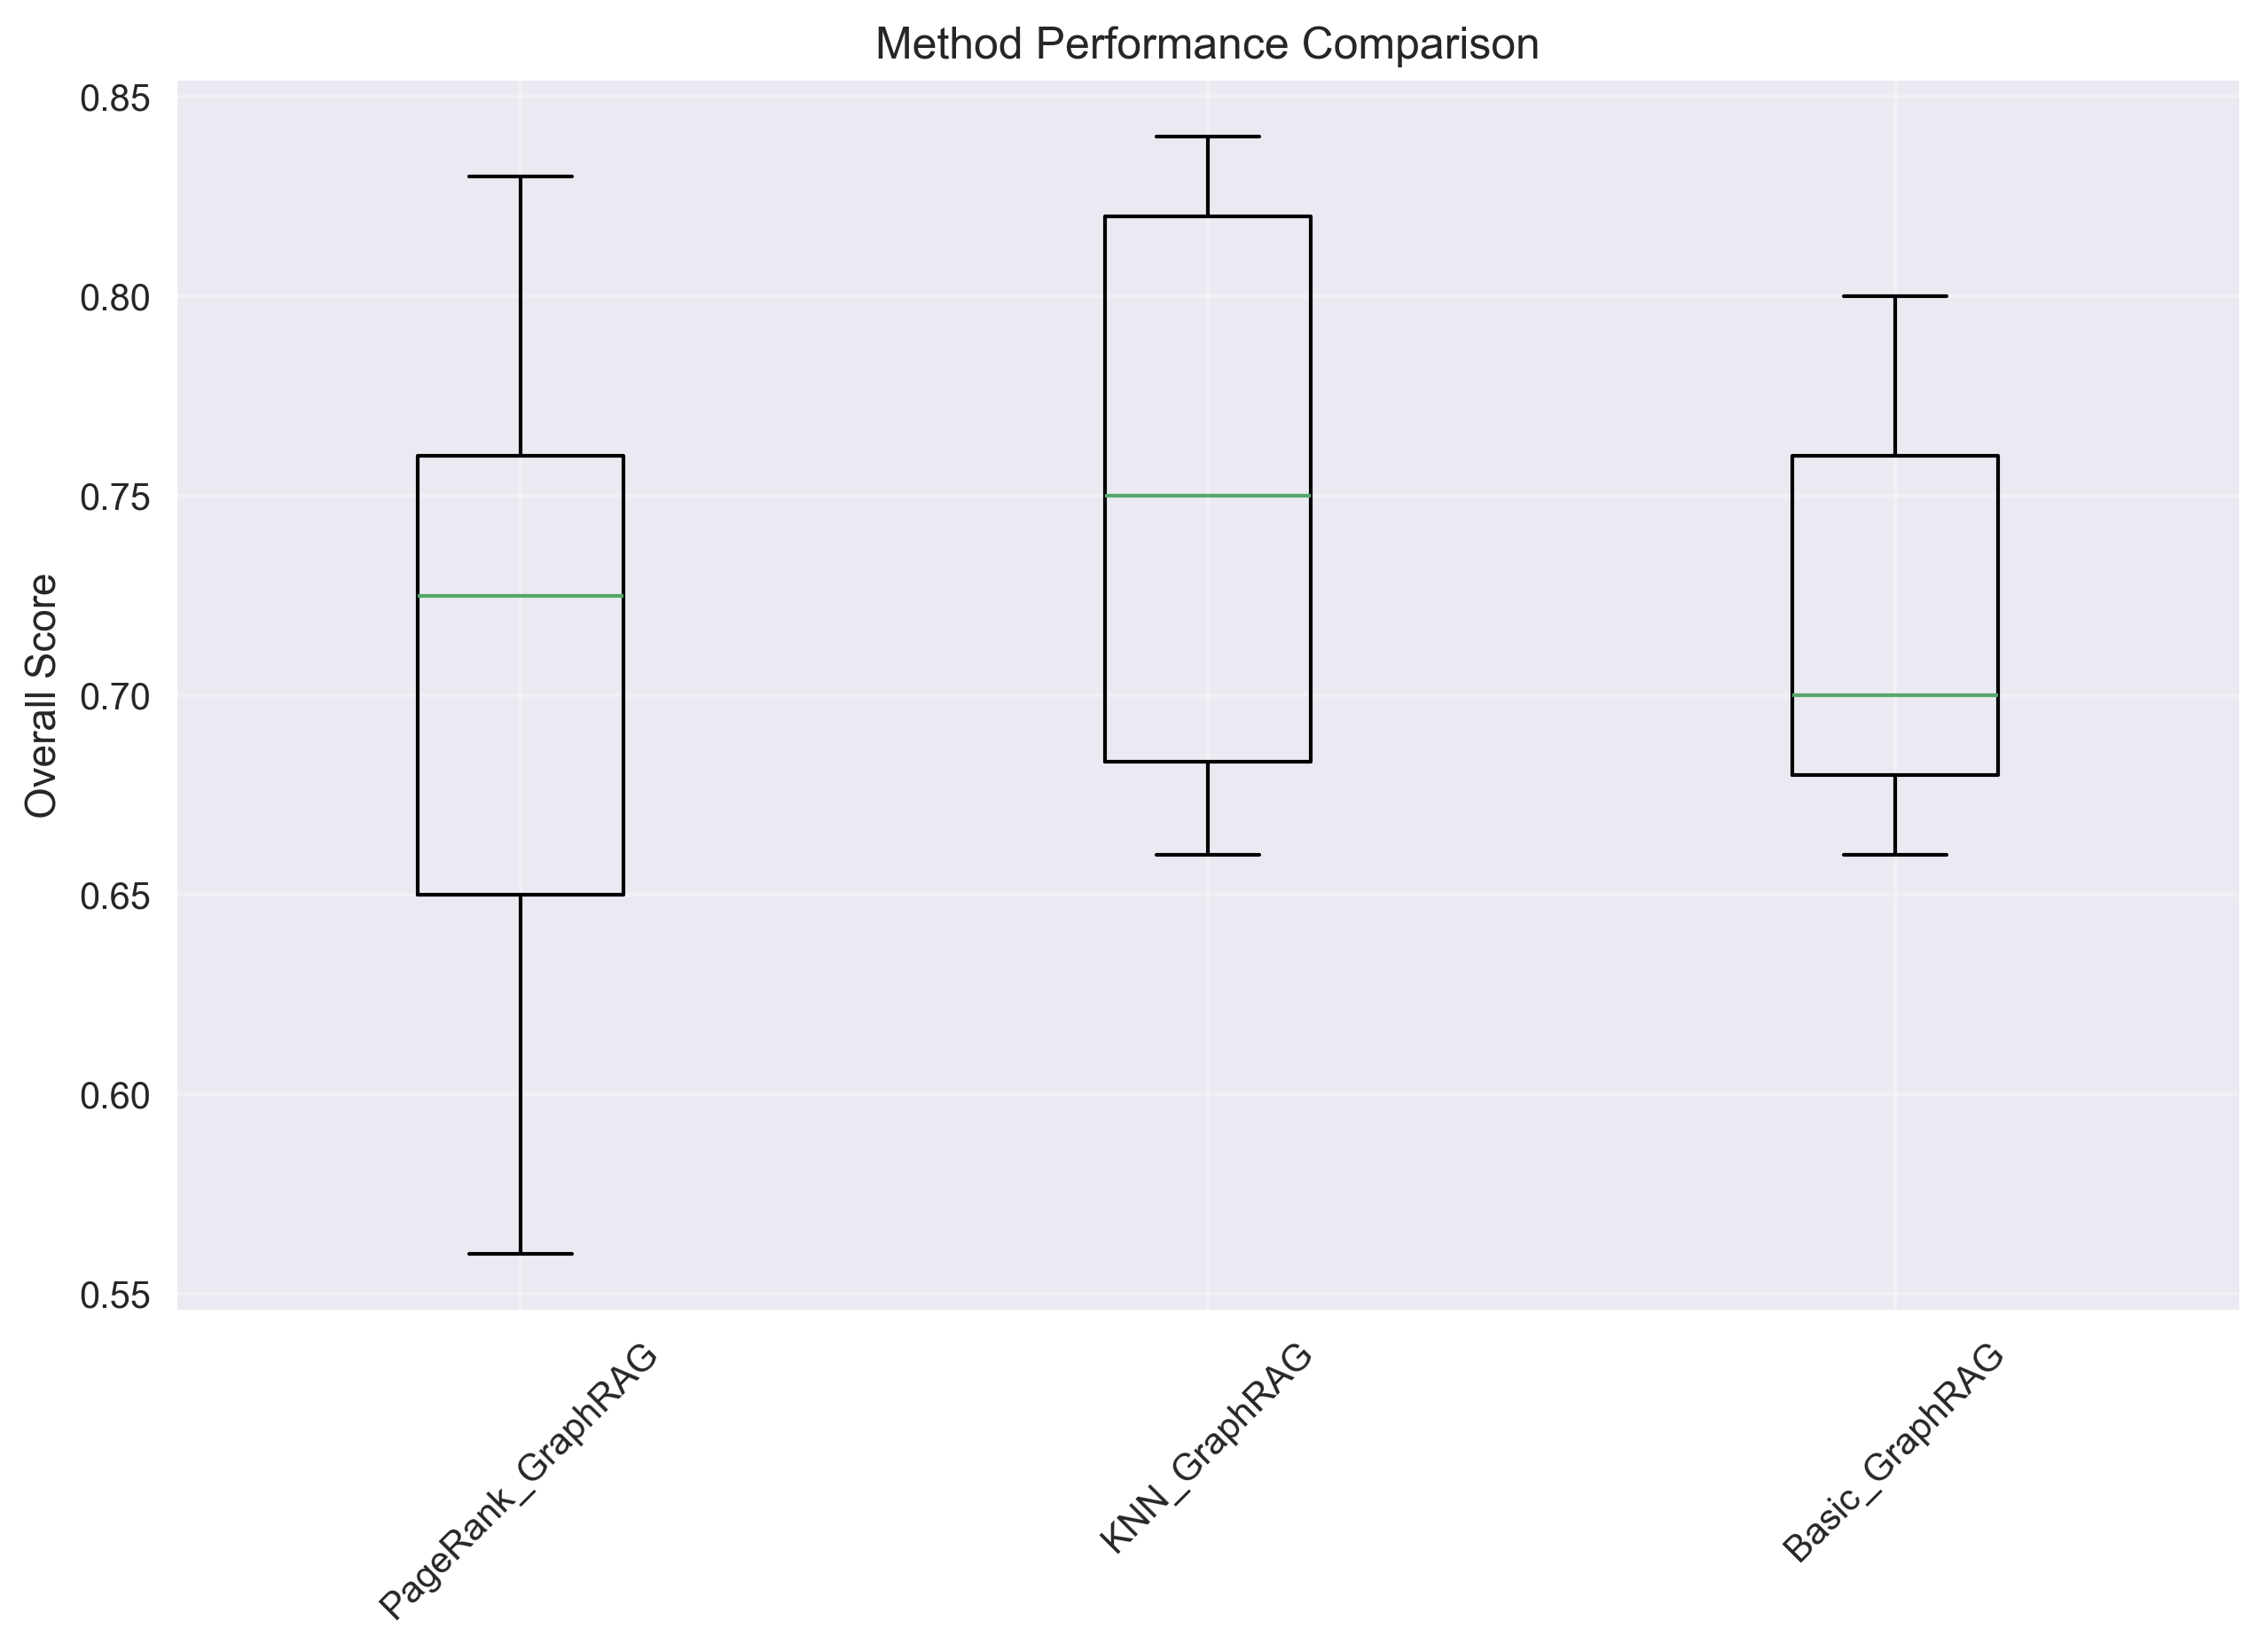 Method Performance Comparison
Overall Score
0.85
0.80
0.75
0.70
0.65
0.60
0.55
PageRank_GraphRAG
KNN_GraphRAG
Basic_GraphRAG